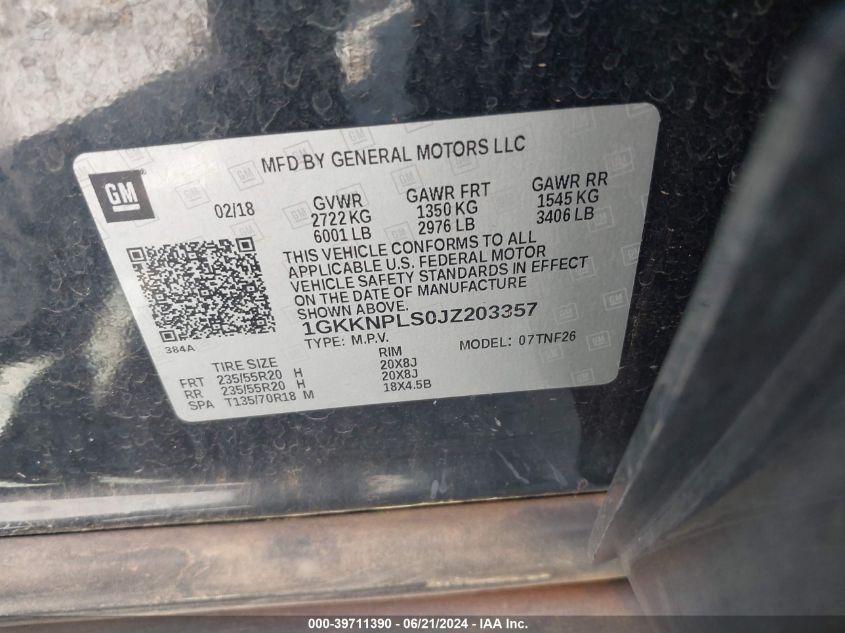 MFD BY GENERAL MOTORS LLC
GM
02/18 GVWR GAWR FRT GAWR RR
2722 KG 1350 KG 1545 KG
6001 LB 2976 LB 3406 LB
THIS VEHICLE CONFORMS TO ALL
APPLICABLE U.S. FEDERAL MOTOR
VEHICLE SAFETY STANDARDS IN EFFECT
ON THE DATE OF MANUFACTURE
SHOWN ABOVE.
1GKKNPLS0JZ203357
384A
TYPE: M.P.V. MODEL: 07TNF26
TIRE SIZE RIM
FRT 235/55R20 H 20X8J
RR 235/55R20 H 20X8J
SPA T135/70R18 M 18X4.5B
000-39711390 - 06/21/2024 - IAA Inc.